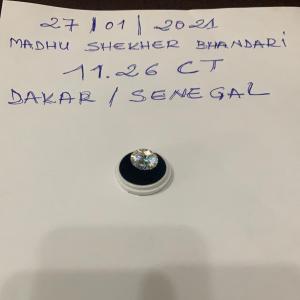 27/01/2021
MADHU SHEKHER BHANDARI
11.26 CT
DAKAR / SENEGAL